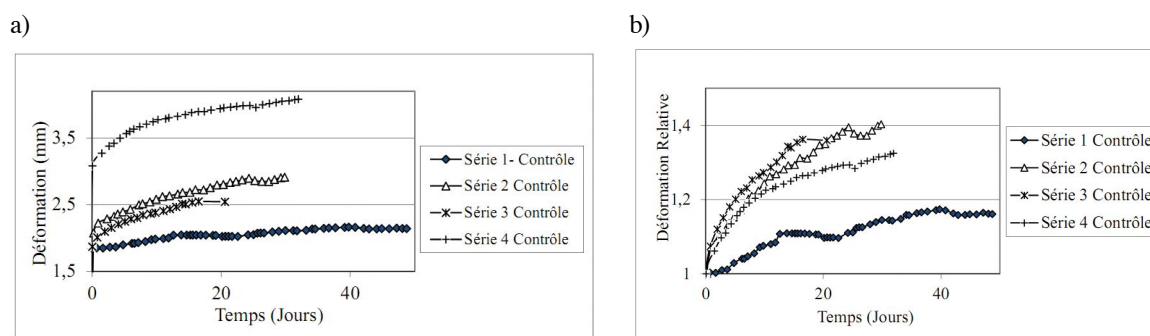 a)
Déformation (mm)
3,5
2,5
1,5
0
20
40
Temps (Jours)
Série 1- Contrôle
Série 2 Contrôle
Série 3 Contrôle
Série 4 Contrôle
b)
Déformation Relative
1,4
1,2
1
0
20
40
Temps (Jours)
Série 1 Contrôle
Série 2 Contrôle
Série 3 Contrôle
Série 4 Contrôle